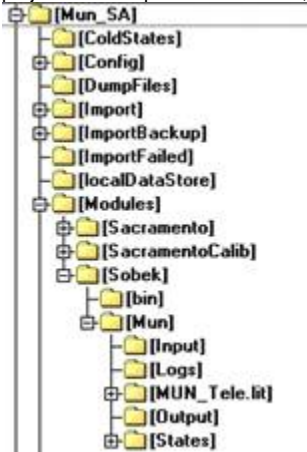 [Mun_SA]
[ColdStates]
[Config]
[DumpFiles]
[Import]
[ImportBackup]
[ImportFailed]
[localDataStore]
[Modules]
[Sacramento]
[SacramentoCalib]
[Sobek]
[bin]
[Mun]
[Input]
[Logs]
[MUN_Tele.lit]
[Output]
[States]